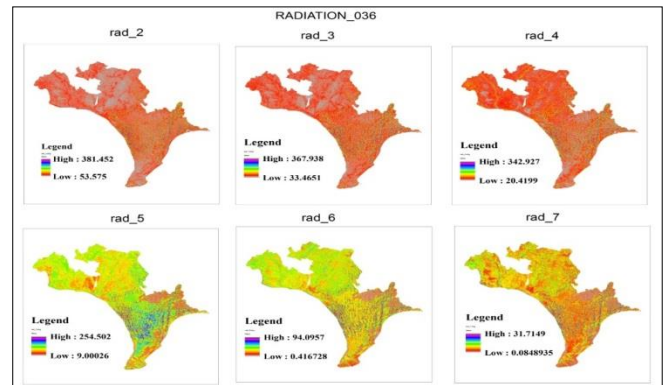 RADIATION_036
rad_2
rad_3
rad_4
Legend
High : 381.452
Low : 53.575
Legend
High : 367.938
Low : 33.4651
Legend
High : 342.927
Low : 20.4199
rad_5
rad_6
rad_7
Legend
High : 254.502
Low : 9.00026
Legend
High : 94.0957
Low : 0.416728
Legend
High : 31.7149
Low : 0.0848935